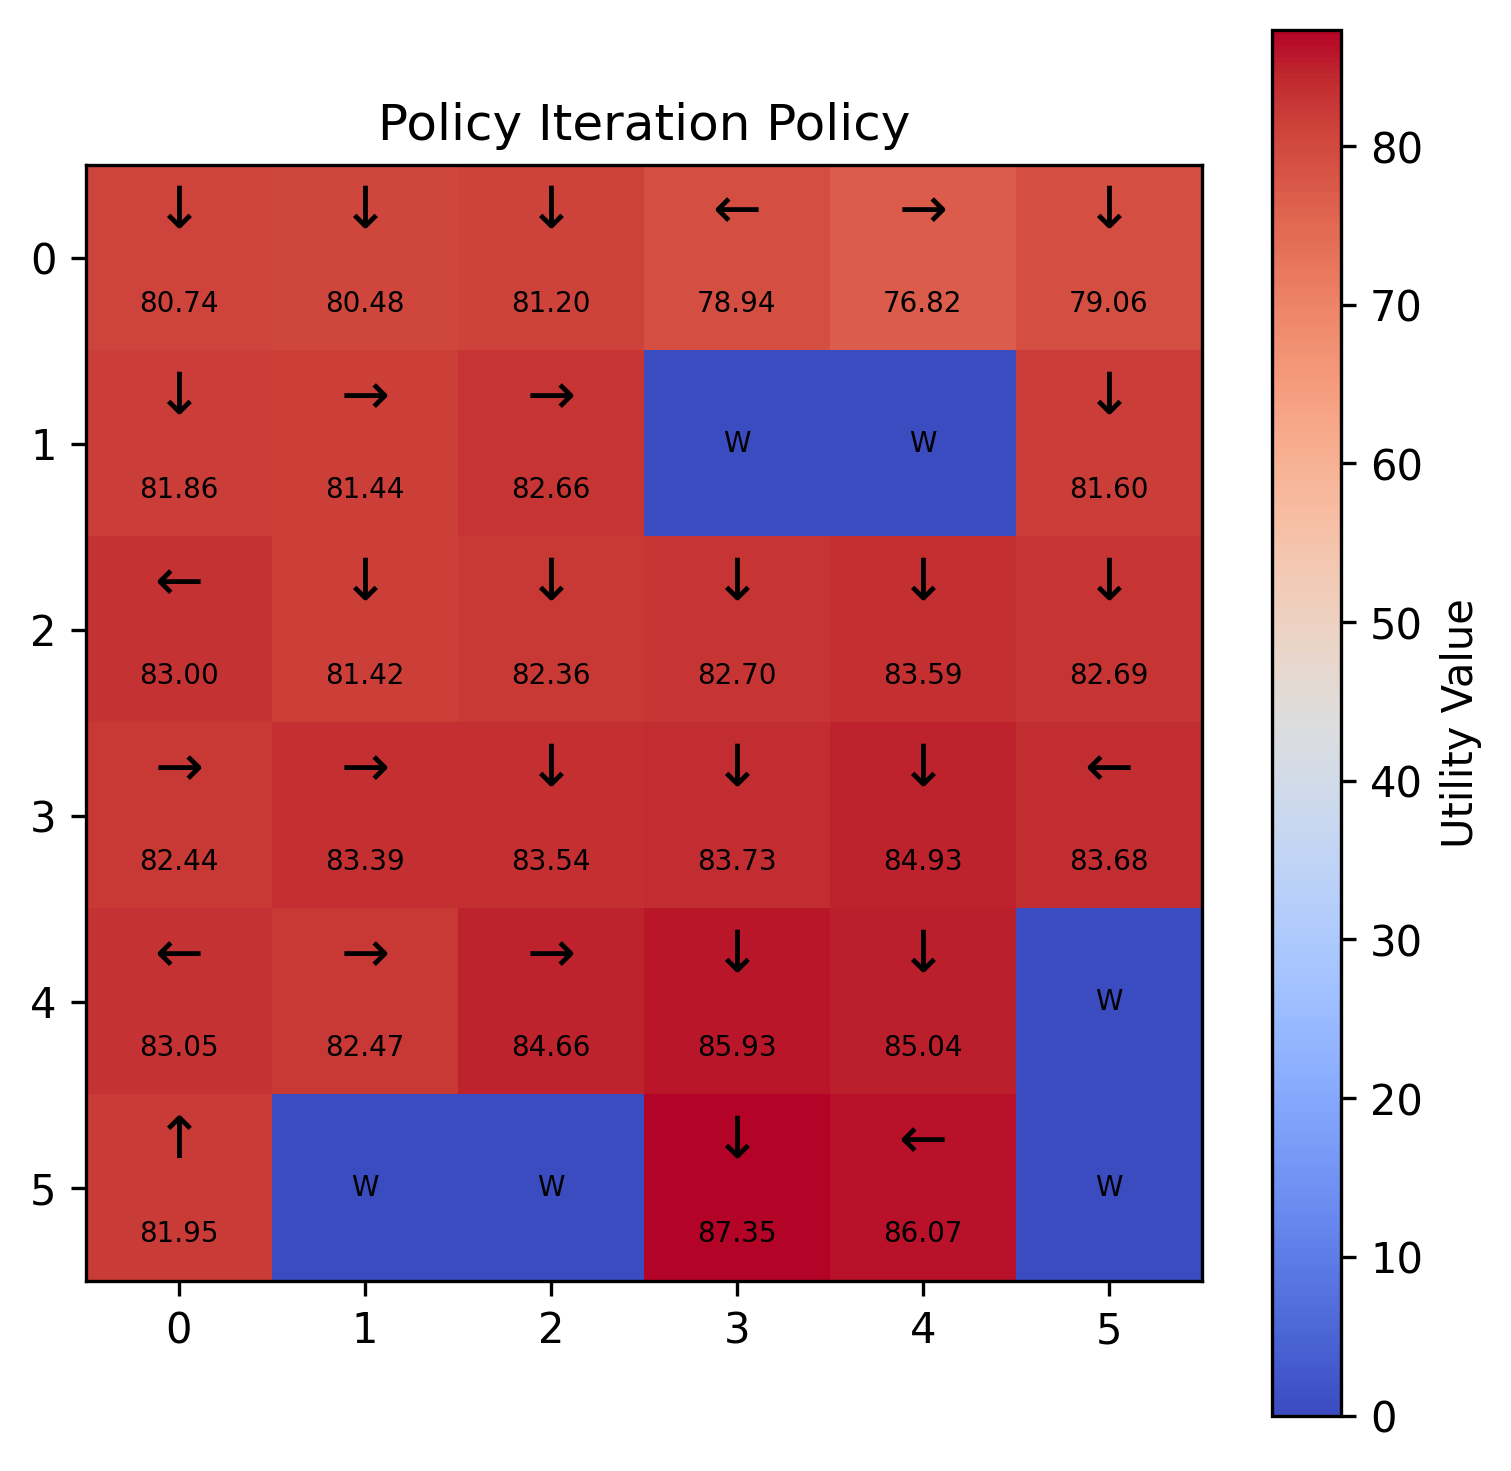 Policy Iteration Policy
↓ ↓ ↓ ← → ↓
0
80.74 80.48 81.20 78.94 76.82 79.06
↓ → → ↓
1 W W
81.86 81.44 82.66 81.60
← ↓ ↓ ↓ ↓ ↓
2
83.00 81.42 82.36 82.70 83.59 82.69
→ → ↓ ↓ ↓ ←
3
82.44 83.39 83.54 83.73 84.93 83.68
← → → ↓ ↓
4 W
83.05 82.47 84.66 85.93 85.04
↑ ↓ ←
5 W W W
81.95 87.35 86.07
0 1 2 3 4 5
80
70
60
50
40
30
20
10
0
Utility Value